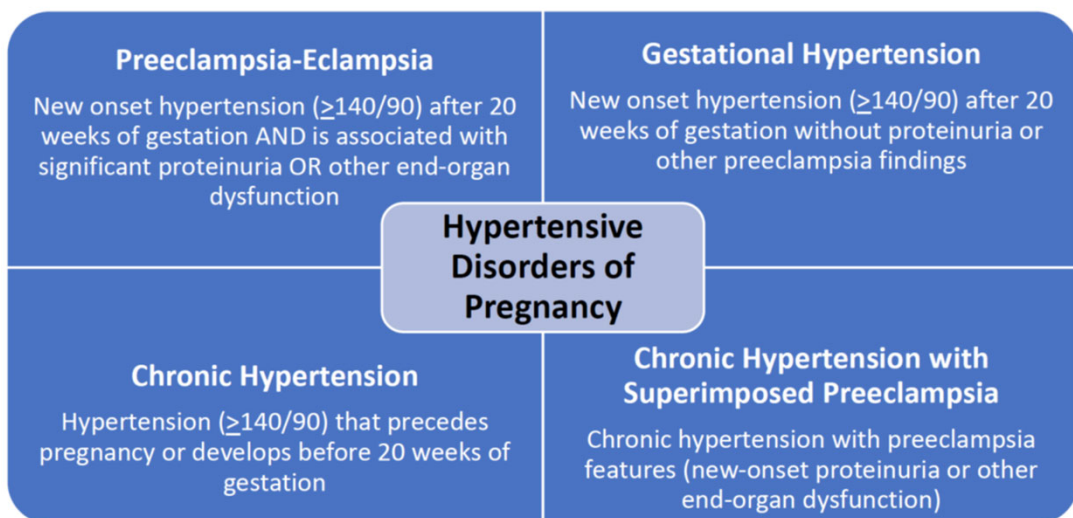 Preeclampsia-Eclampsia
New onset hypertension (≥140/90) after 20
weeks of gestation AND is associated with
significant proteinuria OR other end-organ
dysfunction
Gestational Hypertension
New onset hypertension (≥140/90) after 20
weeks of gestation without proteinuria or
other preeclampsia findings
Hypertensive
Disorders of
Pregnancy
Chronic Hypertension
Hypertension (≥140/90) that precedes
pregnancy or develops before 20 weeks of
gestation
Chronic Hypertension with
Superimposed Preeclampsia
Chronic hypertension with preeclampsia
features (new-onset proteinuria or other
end-organ dysfunction)